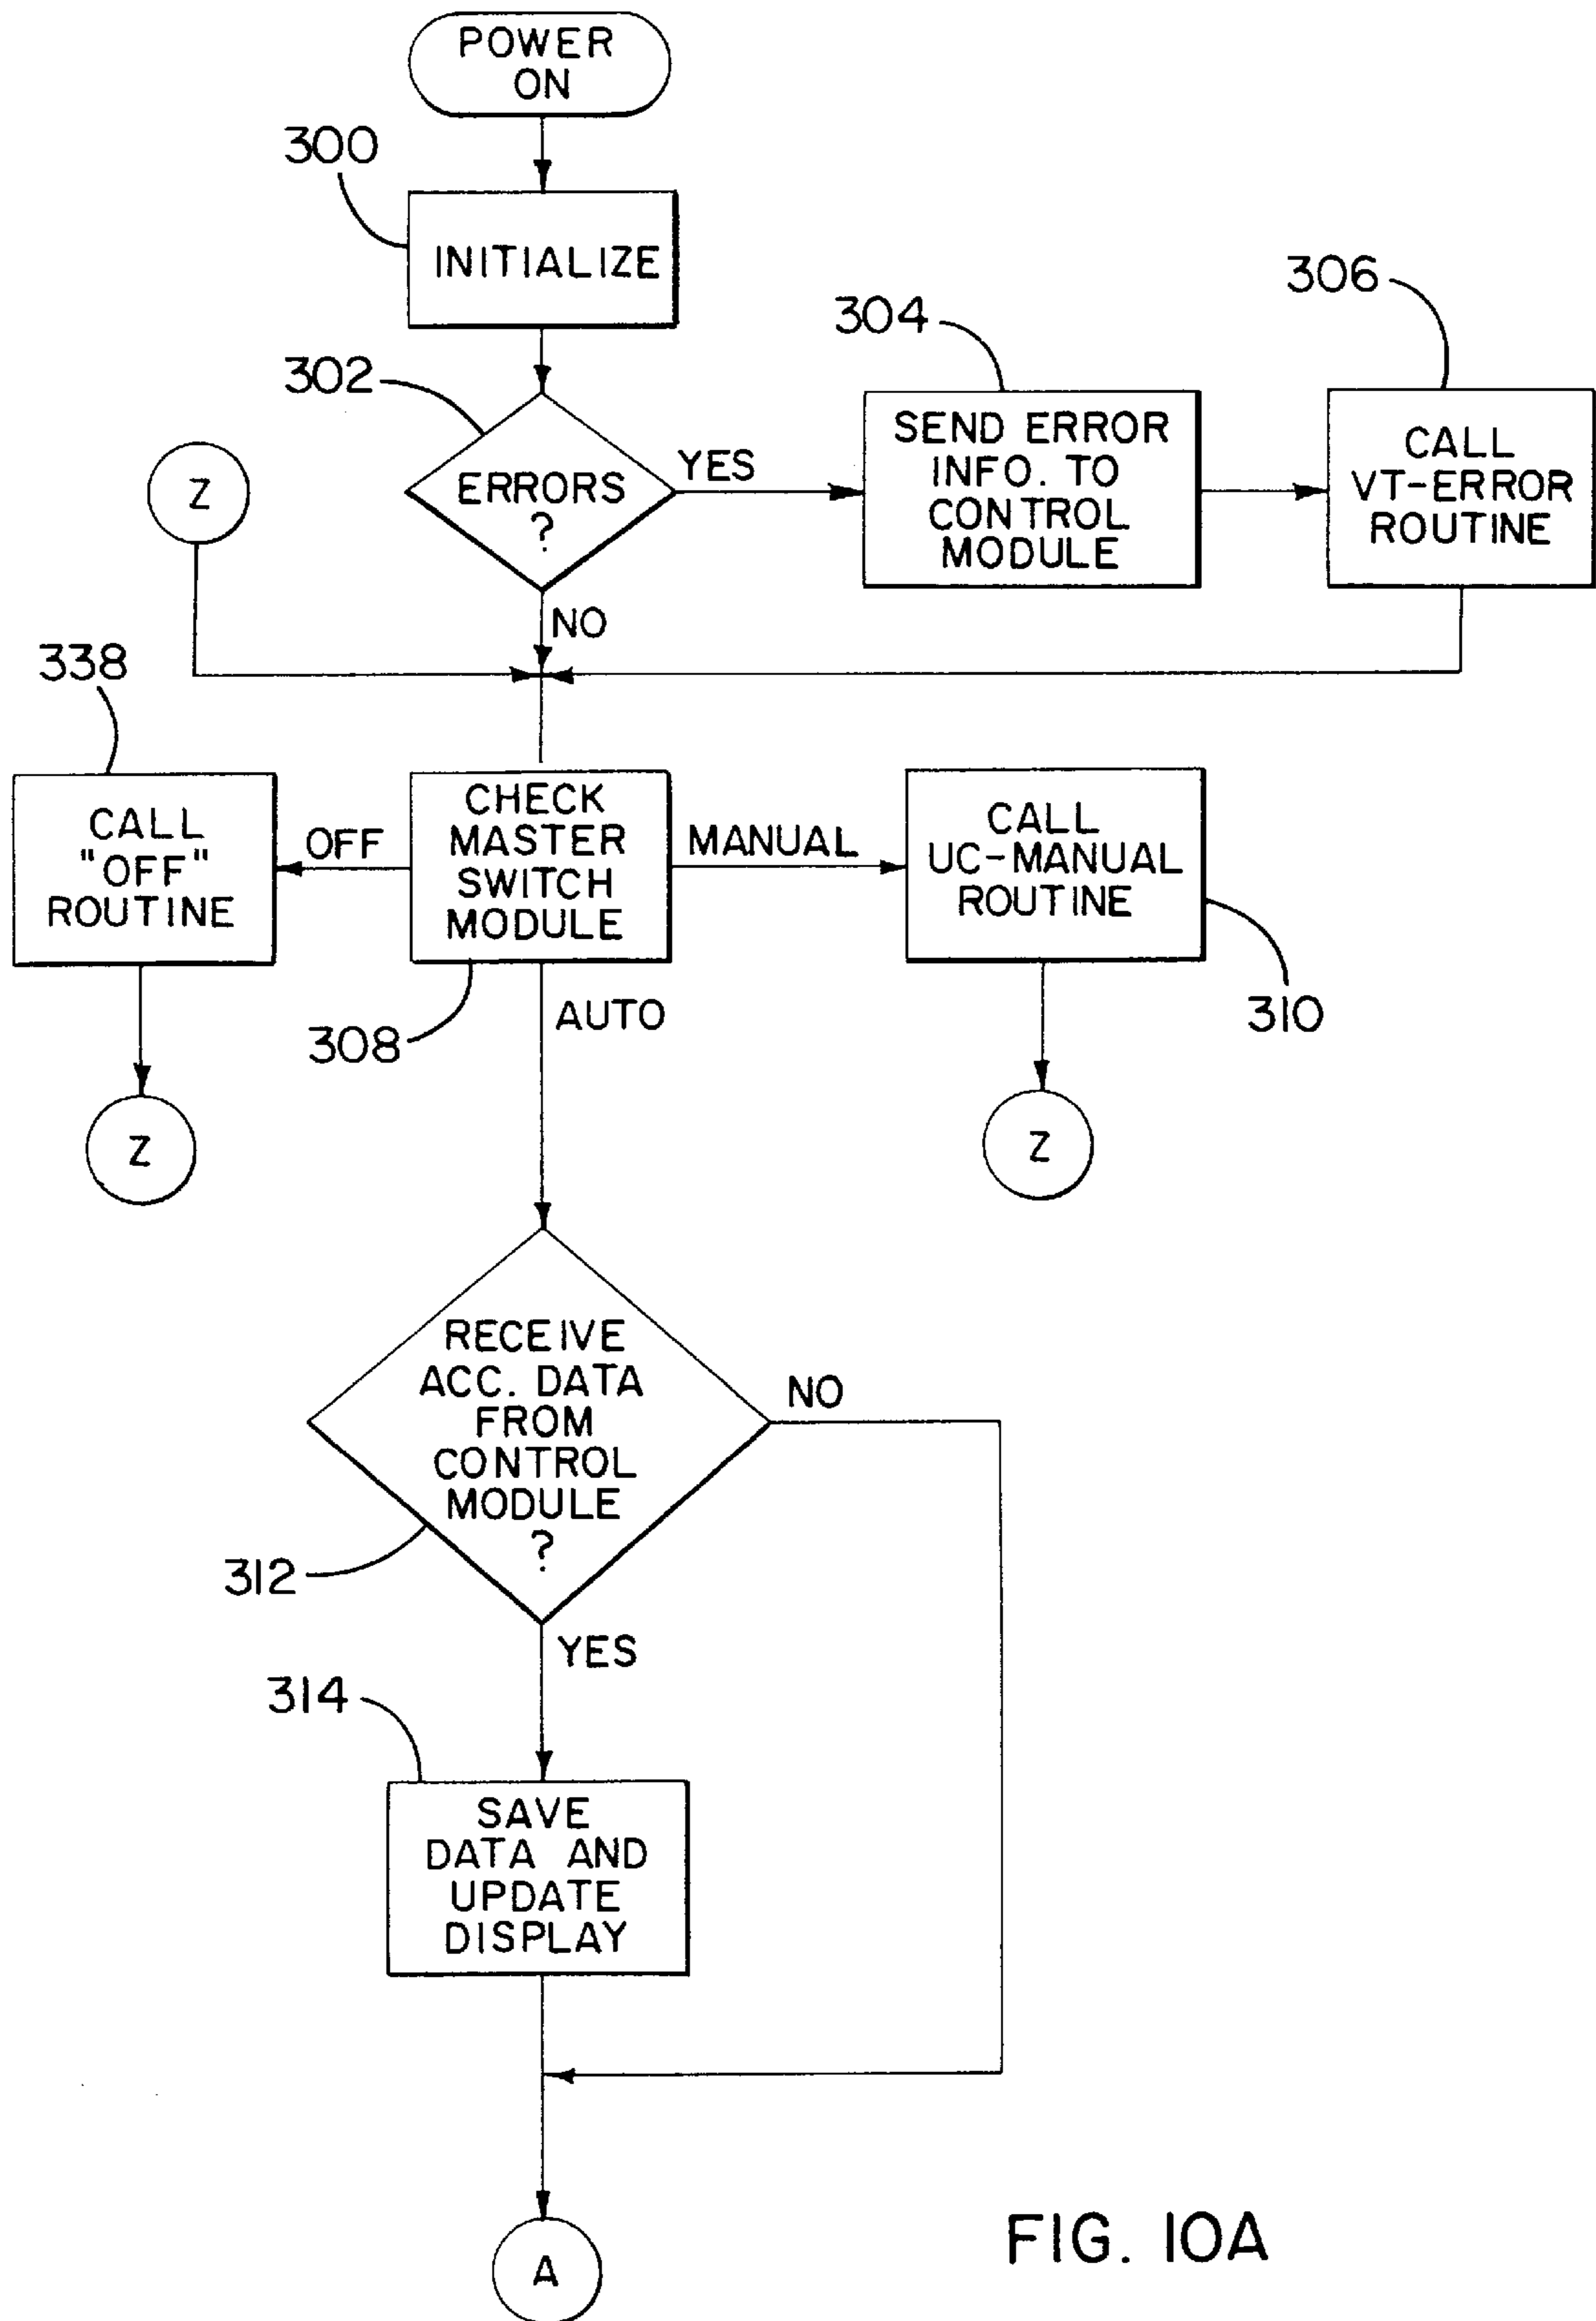 POWER
ON
300
INITIALIZE
302
ERRORS
?
YES
304
SEND ERROR
INFO. TO
CONTROL
MODULE
306
CALL
VT-ERROR
ROUTINE
Z
NO
338
CALL
"OFF"
ROUTINE
OFF
CHECK
MASTER
SWITCH
MODULE
308
MANUAL
CALL
UC-MANUAL
ROUTINE
310
AUTO
Z
Z
RECEIVE
ACC. DATA
FROM
CONTROL
MODULE
?
NO
312
YES
314
SAVE
DATA AND
UPDATE
DISPLAY
A
FIG. 10A